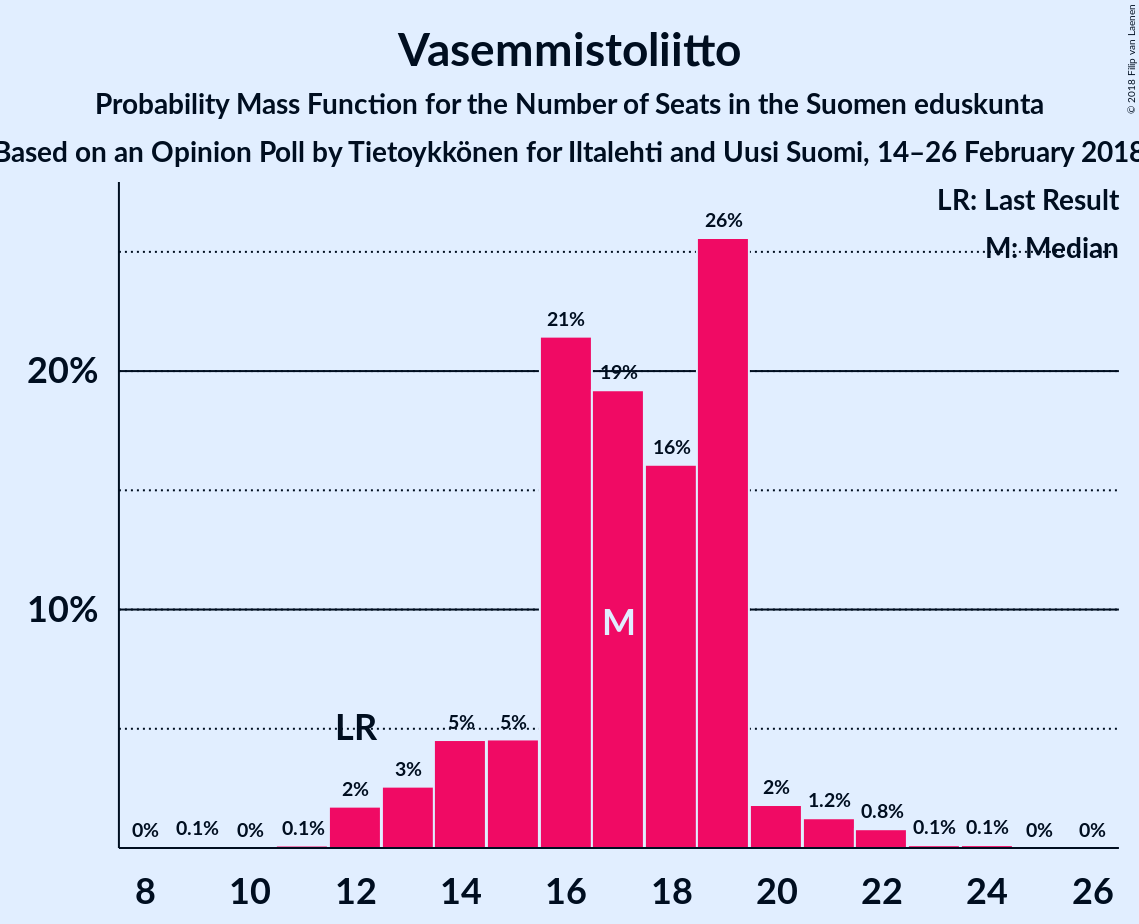 Vasemmistoliitto
Probability Mass Function for the Number of Seats in the Suomen eduskunta
Based on an Opinion Poll by Tietoykkönen for Iltalehti and Uusi Suomi, 14–26 February 2018
© 2018 Filip van Laenen
LR: Last Result
M: Median
26%
21%
20%
19%
16%
10%
M
LR
5% 5%
3%
2% 2%
1.2%
0.8%
0% 0.1% 0% 0.1% 0.1% 0.1% 0% 0%
8 10 12 14 16 18 20 22 24 26